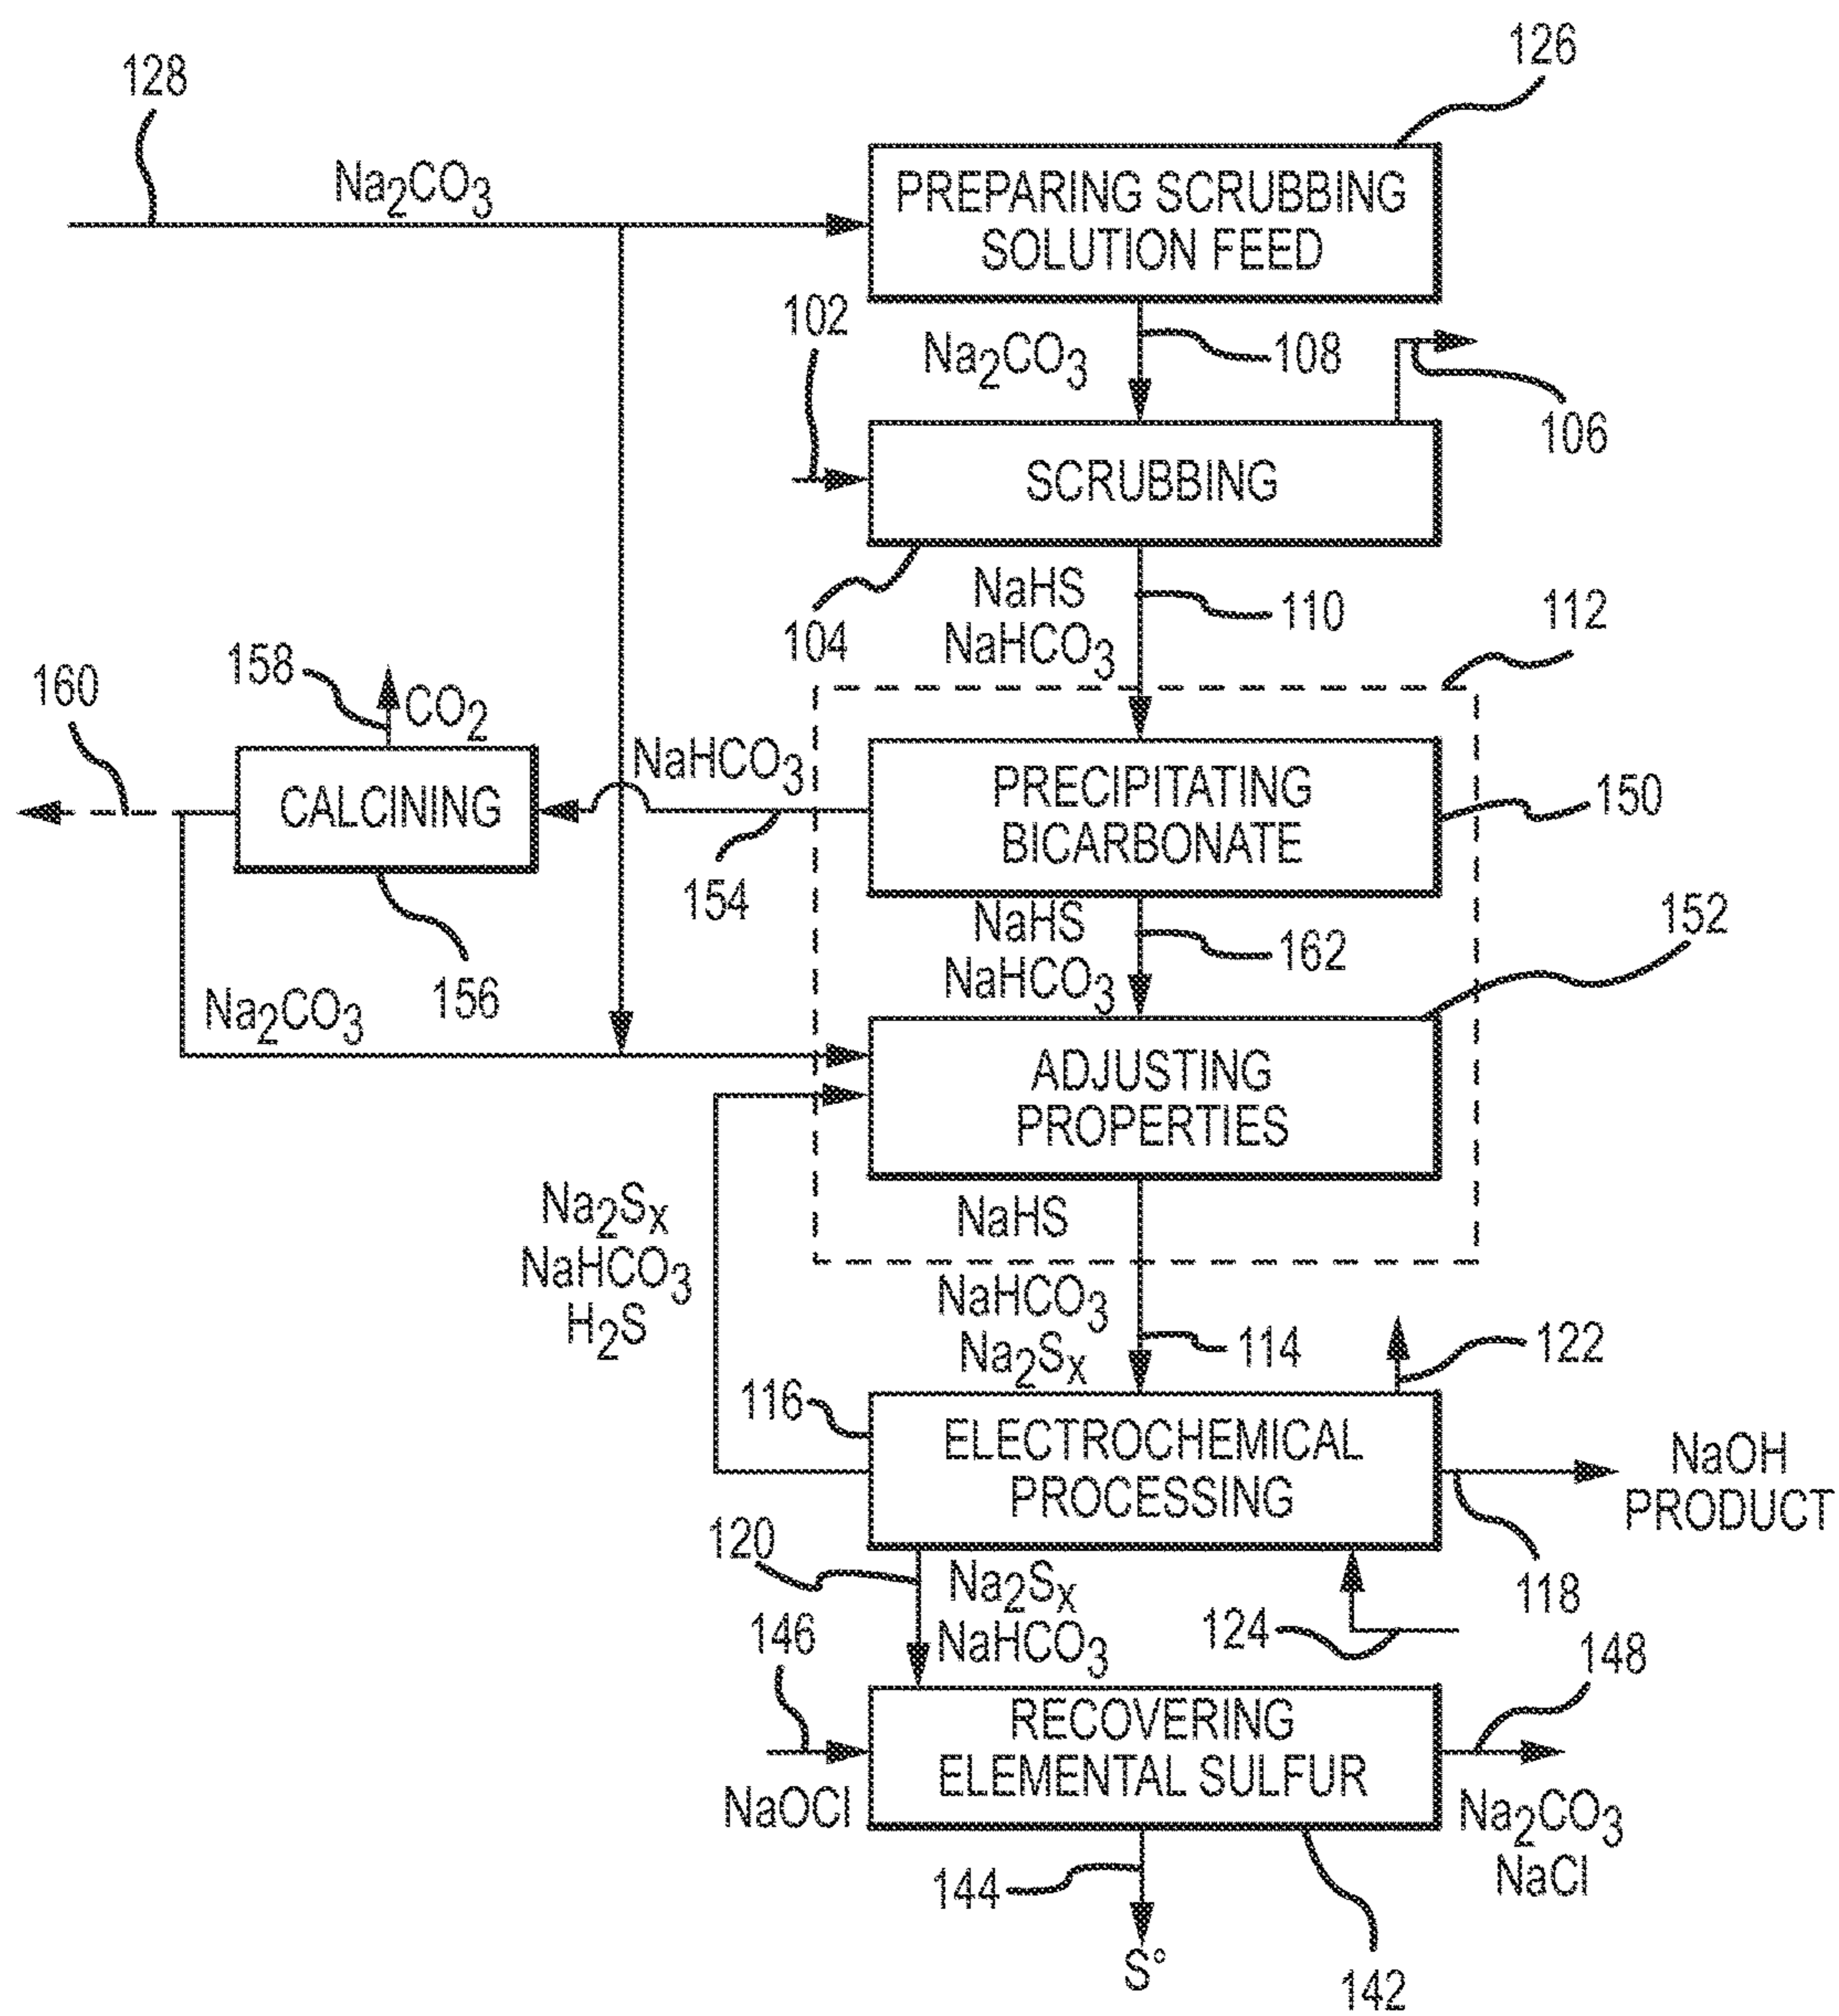 128
126
Na2CO3
PREPARING SCRUBBING
SOLUTION FEED
102
Na2CO3
108
106
SCRUBBING
104
NaHS
NaHCO3
110
112
160
158
CO2
NaHCO3
CALCINING
PRECIPITATING
BICARBONATE
150
154
156
NaHS
NaHCO3
162
152
Na2CO3
ADJUSTING
PROPERTIES
Na2Sx
NaHCO3
H2S
NaHS
NaHCO3
Na2Sx
114
122
116
ELECTROCHEMICAL
PROCESSING
NaOH
PRODUCT
118
120
Na2Sx
NaHCO3
124
146
148
NaOCl
RECOVERING
ELEMENTAL SULFUR
Na2CO3
NaCl
144
S°
142